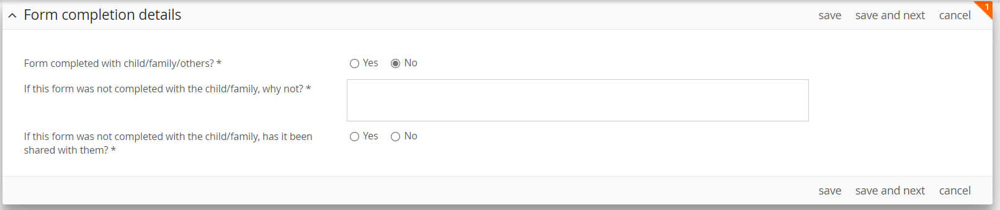 Form completion details
save save and next cancel
1
Form completed with child/family/others? *
Yes No
If this form was not completed with the child/family, why not? *
If this form was not completed with the child/family, has it been
shared with them? *
Yes No
save save and next cancel